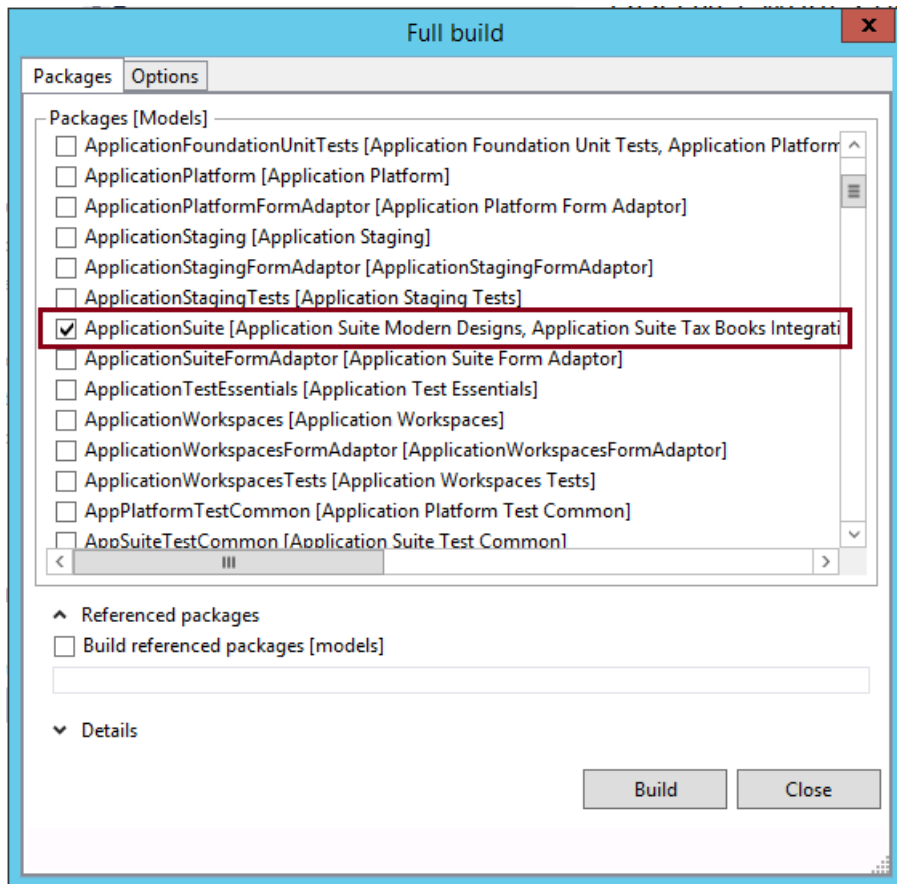 Full build
x
Packages Options
Packages [Models]
ApplicationFoundationUnitTests [Application Foundation Unit Tests, Application Platform
ApplicationPlatform [Application Platform]
ApplicationPlatformFormAdaptor [Application Platform Form Adaptor]
ApplicationStaging [Application Staging]
ApplicationStagingFormAdaptor [ApplicationStagingFormAdaptor]
ApplicationStagingTests [Application Staging Tests]
ApplicationSuite [Application Suite Modern Designs, Application Suite Tax Books Integrati
ApplicationSuiteFormAdaptor [Application Suite Form Adaptor]
ApplicationTestEssentials [Application Test Essentials]
ApplicationWorkspaces [Application Workspaces]
ApplicationWorkspacesFormAdaptor [ApplicationWorkspacesFormAdaptor]
ApplicationWorkspacesTests [Application Workspaces Tests]
AppPlatformTestCommon [Application Platform Test Common]
AppSuiteTestCommon [Application Suite Test Common]
Referenced packages
Build referenced packages [models]
Details
Build Close